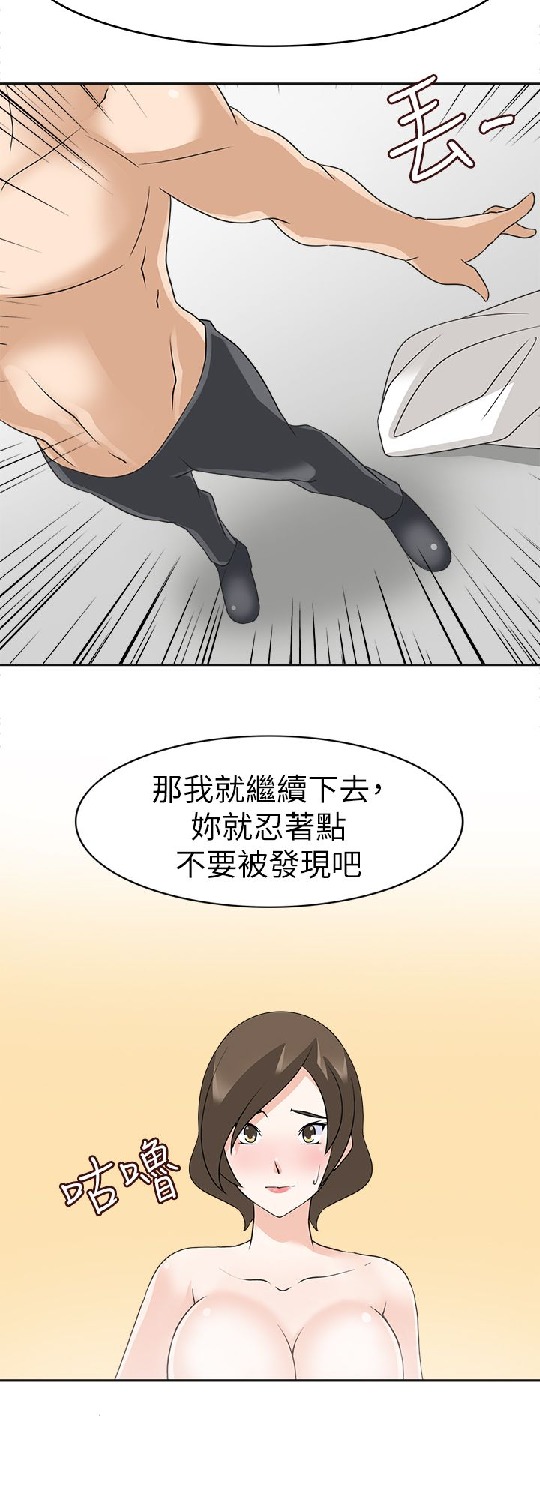 丟-
那我就繼續下去，
妳就忍著點
不要被發現吧
咕嚕